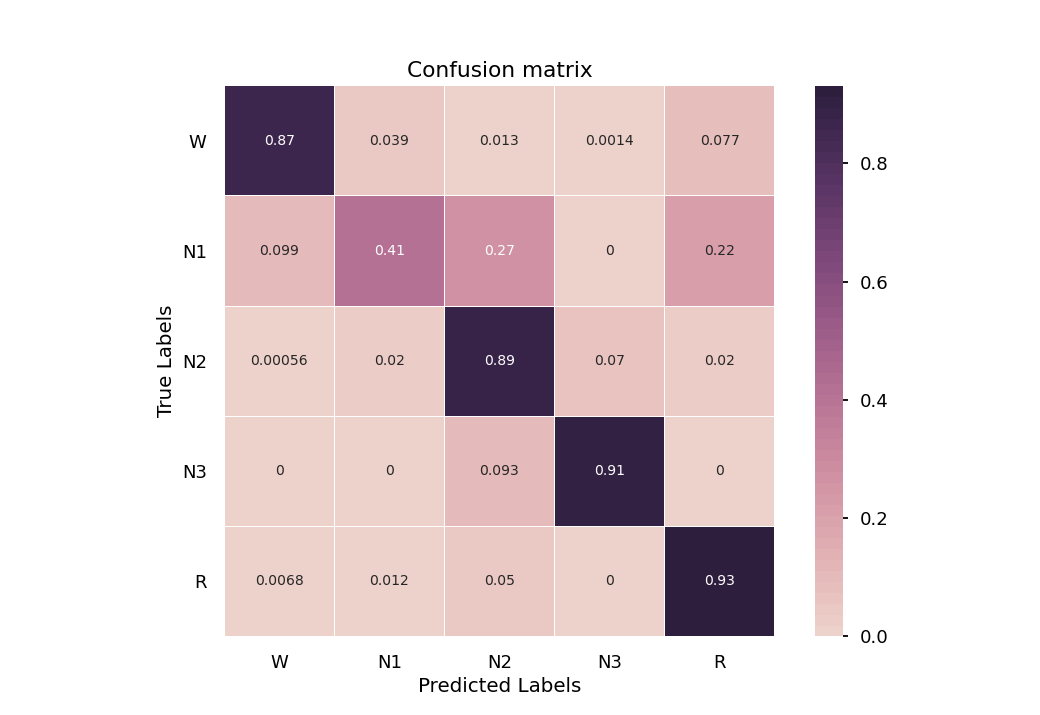 Confusion matrix
W 0.87 0.039 0.013 0.0014 0.077
N1 0.099 0.41 0.27 0 0.22
N2 0.00056 0.02 0.89 0.07 0.02
N3 0 0 0.093 0.91 0
R 0.0068 0.012 0.05 0 0.93
W N1 N2 N3 R
Predicted Labels
True Labels
0.8
0.6
0.4
0.2
0.0